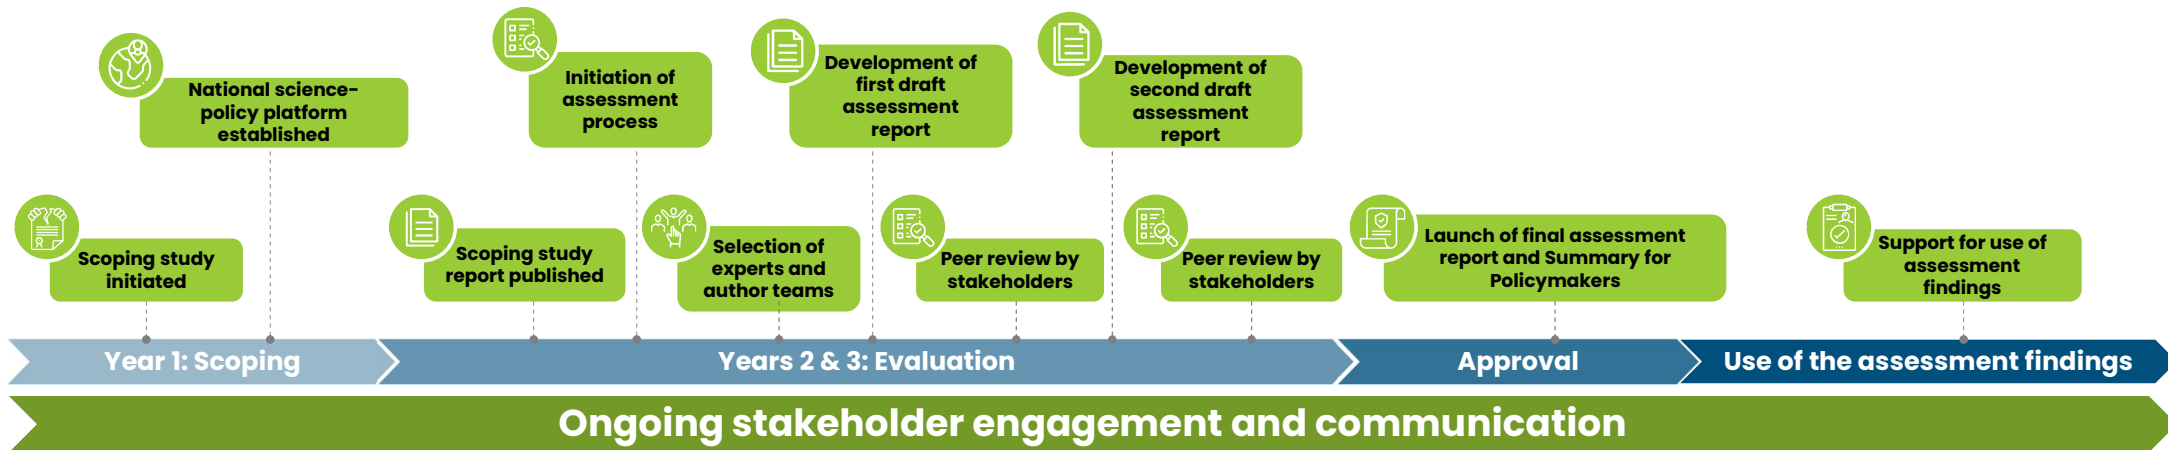 National science-
policy platform
established
Initiation of
assessment
process
Development of
first draft
assessment
report
Development of
second draft
assessment
report
Scoping study
initiated
Scoping study
report published
Selection of
experts and
author teams
Peer review by
stakeholders
Peer review by
stakeholders
Launch of final assessment
report and Summary for
Policymakers
Support for use of
assessment
findings
Year 1: Scoping
Years 2 & 3: Evaluation
Approval
Use of the assessment findings
Ongoing stakeholder engagement and communication